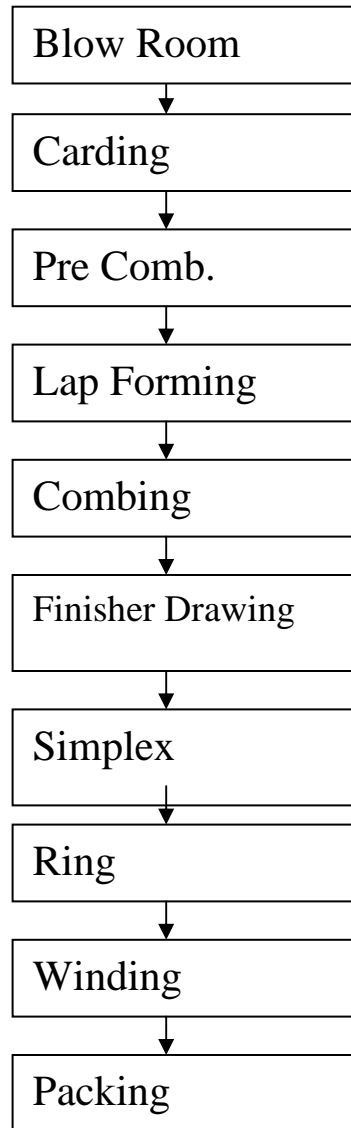 Blow Room
Carding
Pre Comb.
Lap Forming
Combing
Finisher Drawing
Simplex
Ring
Winding
Packing